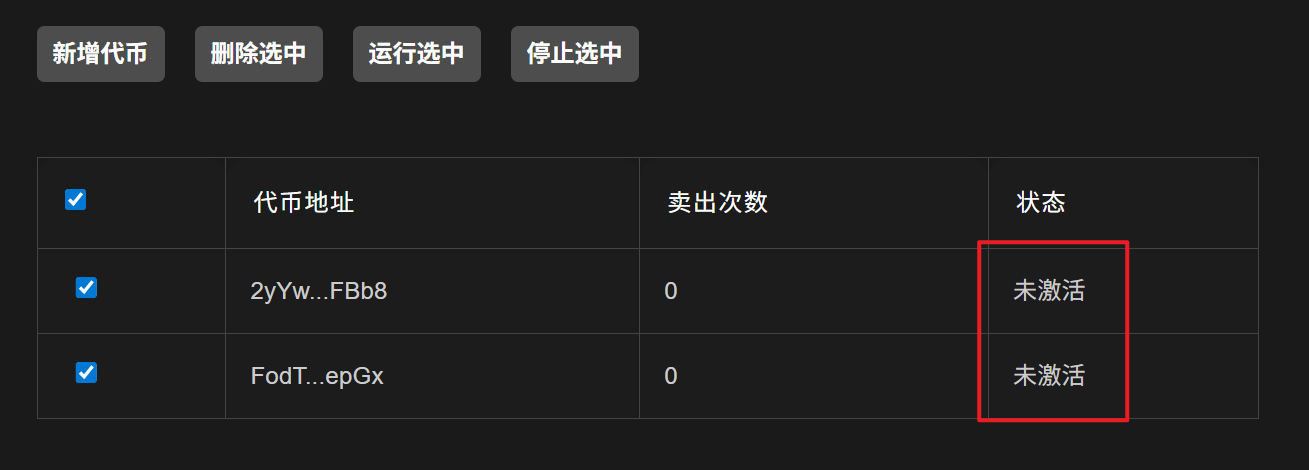 新增代币 删除选中 运行选中 停止选中
代币地址 卖出次数 状态
2yYw...FBb8 0 未激活
FodT...epGx 0 未激活